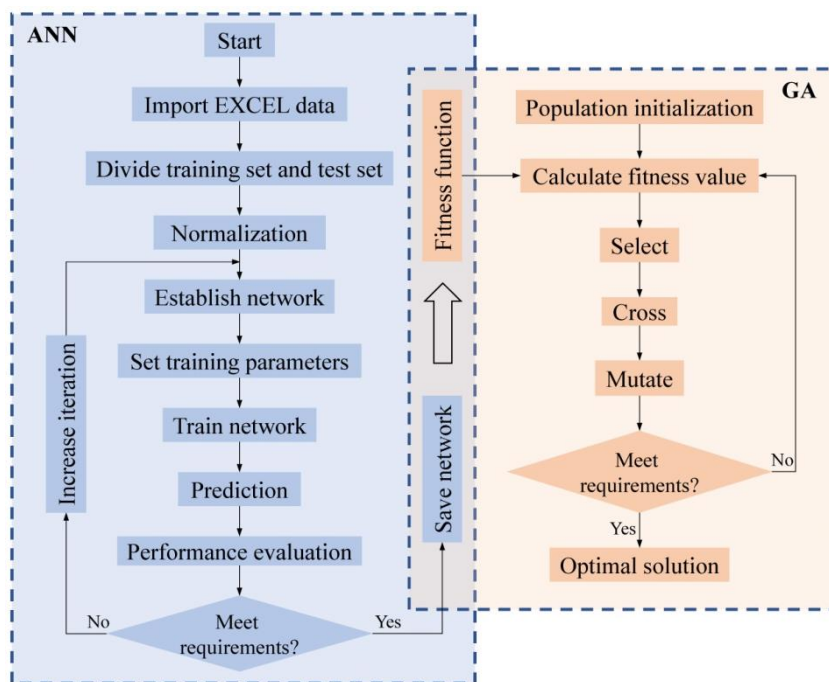 ANN
Start
Import EXCEL data
Divide training set and test set
Normalization
Establish network
Set training parameters
Train network
Prediction
Performance evaluation
Meet
requirements?
No
Yes
Increase iteration
Save network
Fitness function
GA
Population initialization
Calculate fitness value
Select
Cross
Mutate
Meet
requirements?
No
Yes
Optimal solution